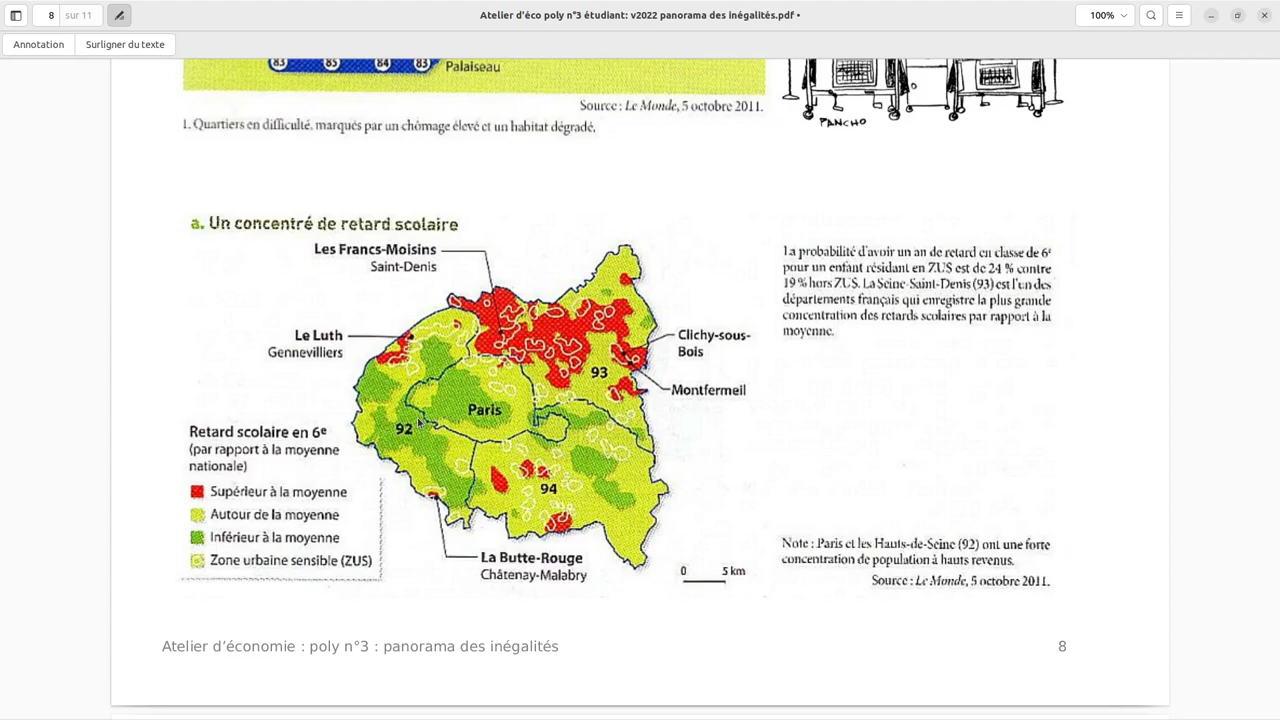 8
sur 11
Atelier d'éco poly n°3 étudiant: v2022 panorama des inégalités.pdf •
100%
Annotation
Surligner du texte
83
85
84
83
Palaiseau
PANCHO
Source : Le Monde, 5 octobre 2011.
1. Quartiers en difficulté, marqués par un chômage élevé et un habitat dégradé.
a. Un concentré de retard scolaire
Les Francs-Moisins
Saint-Denis
Le Luth
Gennevilliers
Clichy-sous-
Bois
93
Montfermeil
Paris
92
94
La Butte-Rouge
Châtenay-Malabry
0
5 km
Retard scolaire en 6e
(par rapport à la moyenne
nationale)
Supérieur à la moyenne
Autour de la moyenne
Inférieur à la moyenne
Zone urbaine sensible (ZUS)
La probabilité d'avoir un an de retard en classe de 6e
pour un enfant résidant en ZUS est de 24 % contre
19 % hors ZUS. La Seine-Saint-Denis (93) est l'un des
départements français qui enregistre la plus grande
concentration des retards scolaires par rapport à la
moyenne.
Note : Paris et les Hauts-de-Seine (92) ont une forte
concentration de population à hauts revenus.
Source : Le Monde, 5 octobre 2011.
Atelier d'économie : poly n°3 : panorama des inégalités
8